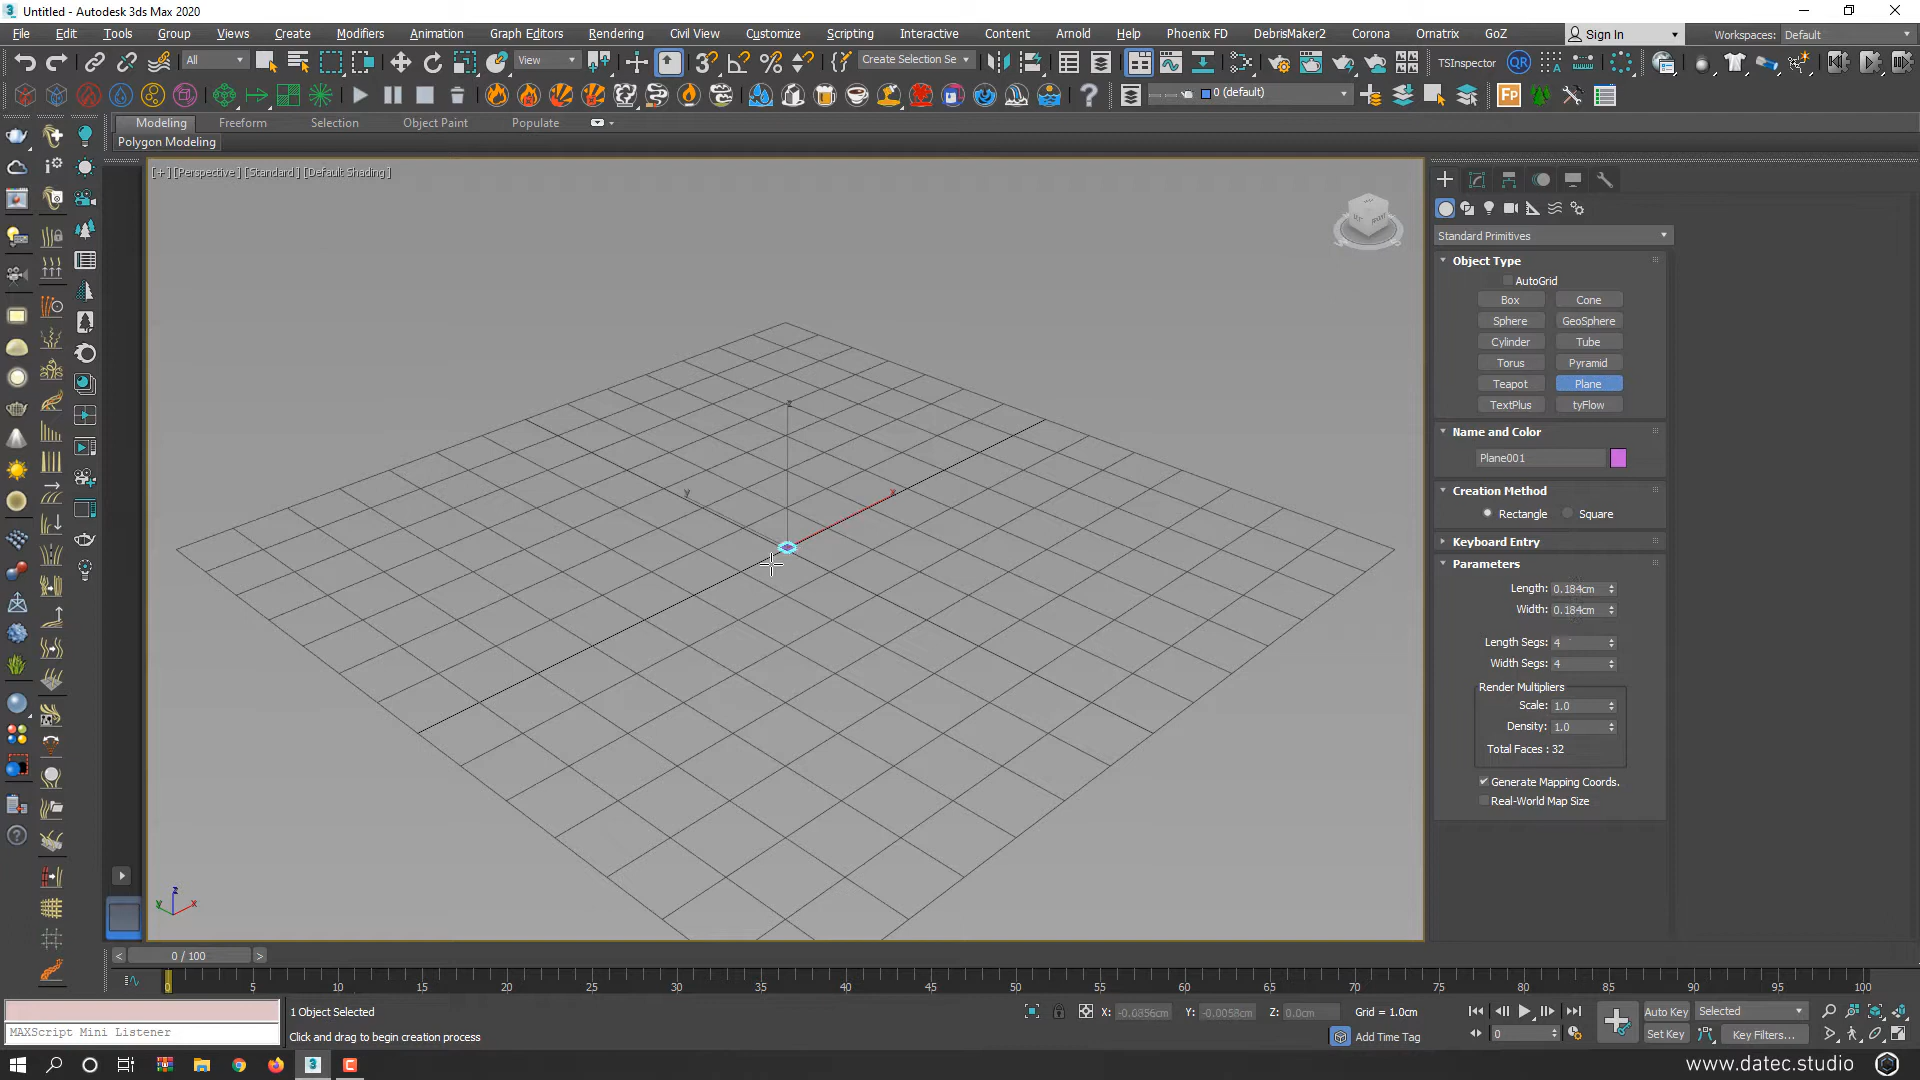 Untitled - Autodesk 3ds Max 2020
File Edit Tools Group Views Create Modifiers Animation Graph Editors Rendering Civil View Customize Scripting Interactive Content Arnold Help Phoenix FD DebrisMaker2 Corona Ornatrix GoZ Sign In Workspaces: Default
All View Create Selection Se TSInspector QR
0 (default) Fp
Modeling Freeform Selection Object Paint Populate
Polygon Modeling
[+] [Perspective] [Standard] [Default Shading]
Standard Primitives
Object Type
AutoGrid
Box Cone
Sphere GeoSphere
Cylinder Tube
Torus Pyramid
Teapot Plane
TextPlus tyFlow
Name and Color
Plane001
Creation Method
Rectangle Square
Keyboard Entry
Parameters
Length: 0.184cm
Width: 0.184cm
Length Segs: 4
Width Segs: 4
Render Multipliers
Scale: 1.0
Density: 1.0
Total Faces : 32
Generate Mapping Coords.
Real-World Map Size
z
y x
z
y x
< 0 / 100 >
0 5 10 15 20 25 30 35 40 45 50 55 60 65 70 75 80 85 90 95 100
1 Object Selected X: -0.0856cm Y: -0.0058cm Z: 0.0cm Grid = 1.0cm Auto Key Selected
MAXScript Mini Listener Click and drag to begin creation process Add Time Tag 0 Set Key Key Filters...
www.datec.studio